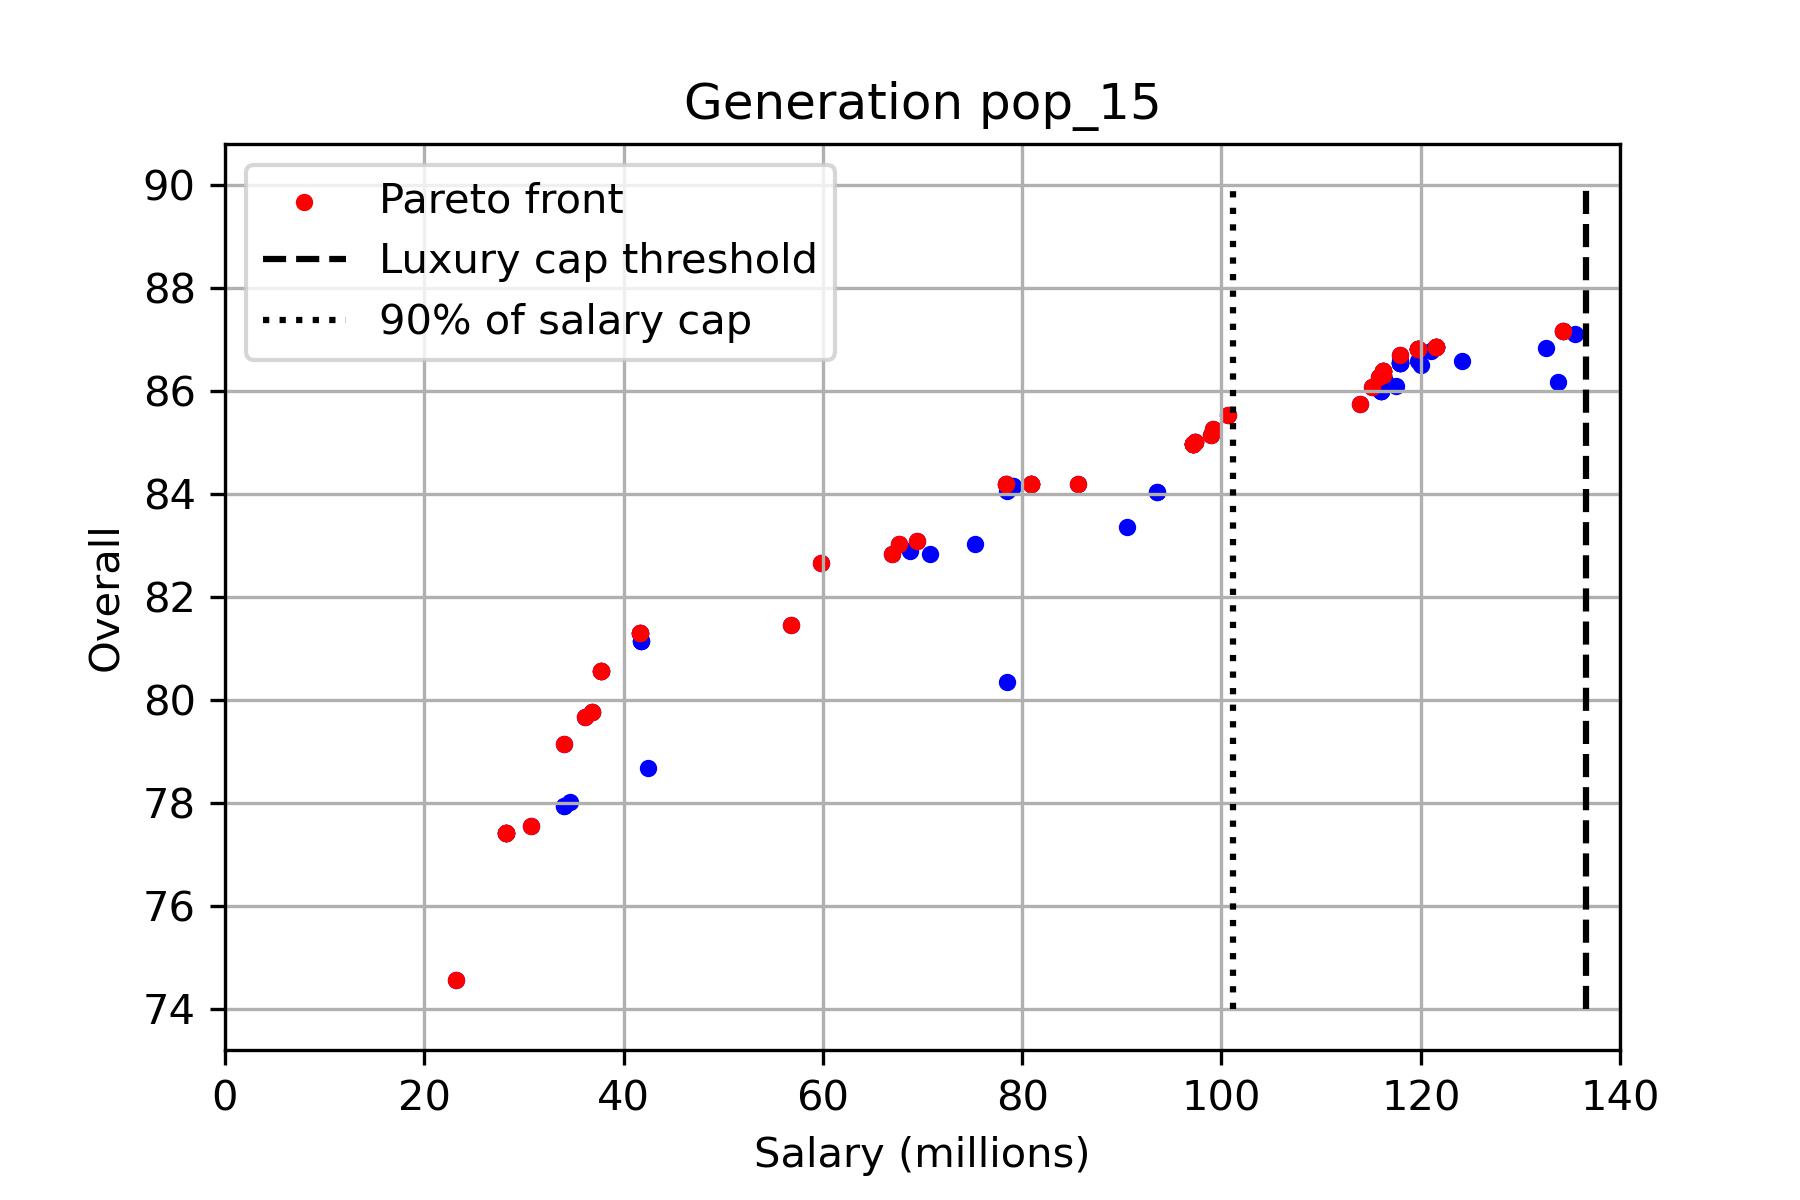 Generation pop_15
Pareto front
Luxury cap threshold
90% of salary cap
90
88
86
84
82
80
78
76
74
Overall
0 20 40 60 80 100 120 140
Salary (millions)